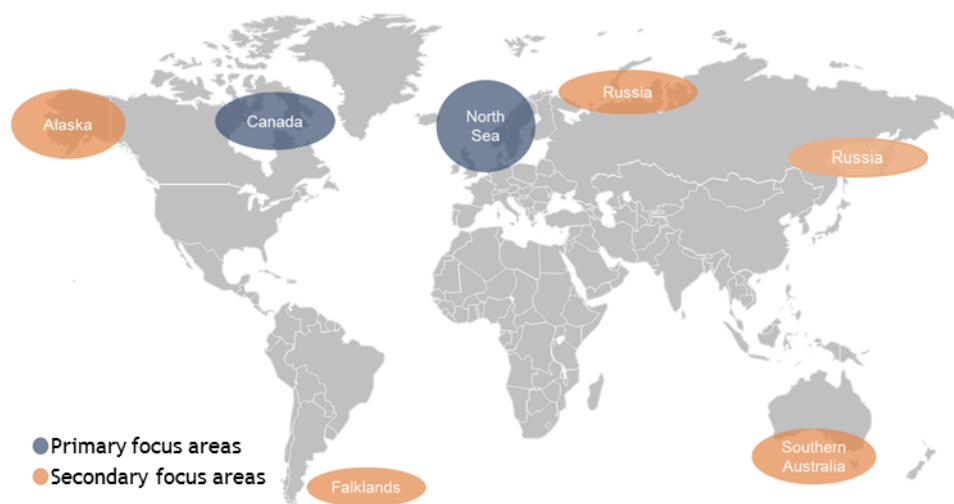 Russia
Alaska
Canada
North
Sea
Russia
Primary focus areas
Secondary focus areas
Southern
Australia
Falklands